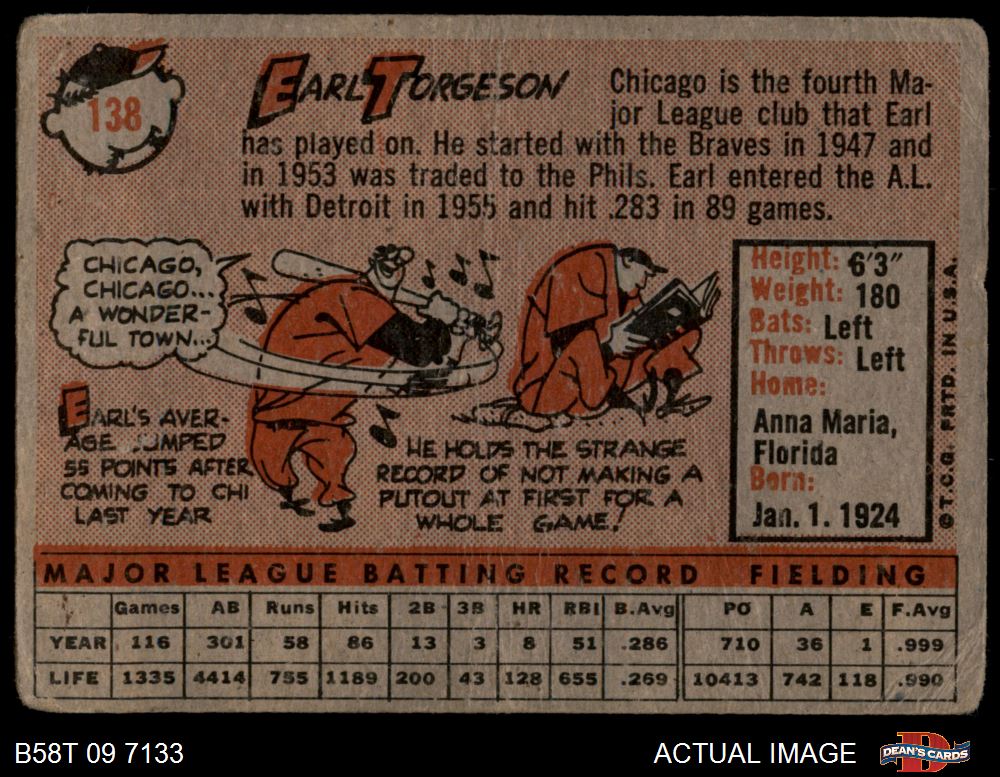 138
EARL TORGESON
Chicago is the fourth Ma-
jor League club that Earl
has played on. He started with the Braves in 1947 and
in 1953 was traded to the Phils. Earl entered the A.L.
with Detroit in 1955 and hit .283 in 89 games.
CHICAGO,
CHICAGO...
A WONDER-
FUL TOWN...
EARL'S AVER-
AGE JUMPED
55 POINTS AFTER
COMING TO CHI
LAST YEAR
HE HOLDS THE STRANGE
RECORD OF NOT MAKING A
PUTOUT AT FIRST FOR A
WHOLE GAME!
Height: 6'3"
Weight: 180
Bats: Left
Throws: Left
Home:
Anna Maria,
Florida
Born:
Jan. 1. 1924
© T.C.G. PRTD. IN U.S.A.
MAJOR LEAGUE BATTING RECORD FIELDING
Games AB Runs Hits 2B 3B HR RBI B.Avg PO A E F.Avg
YEAR 116 301 58 86 13 3 8 51 .286 710 36 1 .999
LIFE 1335 4414 755 1189 200 43 128 655 .269 10413 742 118 .990
B58T 09 7133
ACTUAL IMAGE
DEAN'S CARDS